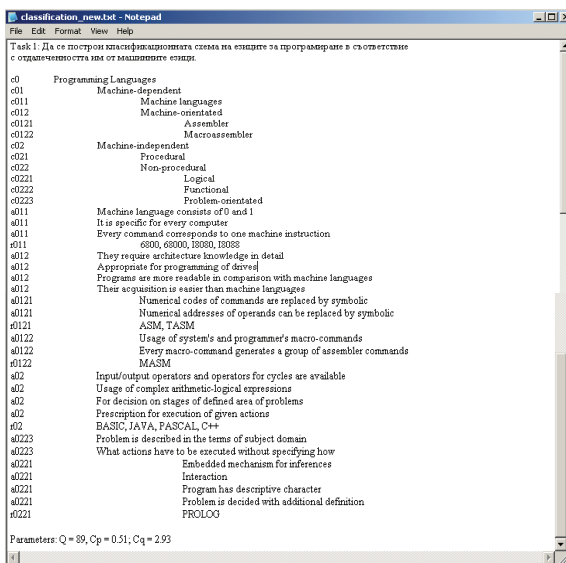 classification_new.txt - Notepad
File Edit Format View Help
Task 1: Да се построи класификационната схема на езиците за програмиране в съответствие
с отдалечеността им от машинните езици.
c0 Programming Languages
c01 Machine-dependent
c011 Machine languages
c012 Machine-orientated
c0121 Assembler
c0122 Macroassembler
c02 Machine-independent
c021 Procedural
c022 Non-procedural
c0221 Logical
c0222 Functional
c0223 Problem-orientated
a011 Machine language consists of 0 and 1
a011 It is specific for every computer
a011 Every command corresponds to one machine instruction
r011 6800, 68000, I8080, I8088
a012 They require architecture knowledge in detail
a012 Appropriate for programming of drives
a012 Programs are more readable in comparison with machine languages
a012 Their acquisition is easier than machine languages
a0121 Numerical codes of commands are replaced by symbolic
a0121 Numerical addresses of operands can be replaced by symbolic
r0121 ASM, TASM
a0122 Usage of system's and programmer's macro-commands
a0122 Every macro-command generates a group of assembler commands
r0122 MASM
a02 Input/output operators and operators for cycles are available
a02 Usage of complex arithmetic-logical expressions
a02 For decision on stages of defined area of problems
a02 Prescription for execution of given actions
r02 BASIC, JAVA, PASCAL, C++
a0223 Problem is described in the terms of subject domain
a0223 What actions have to be executed without specifying how
a0221 Embedded mechanism for inferences
a0221 Interaction
a0221 Program has descriptive character
a0221 Problem is decided with additional definition
r0221 PROLOG
Parameters: Q = 89, Cp = 0.51; Cq = 2.93